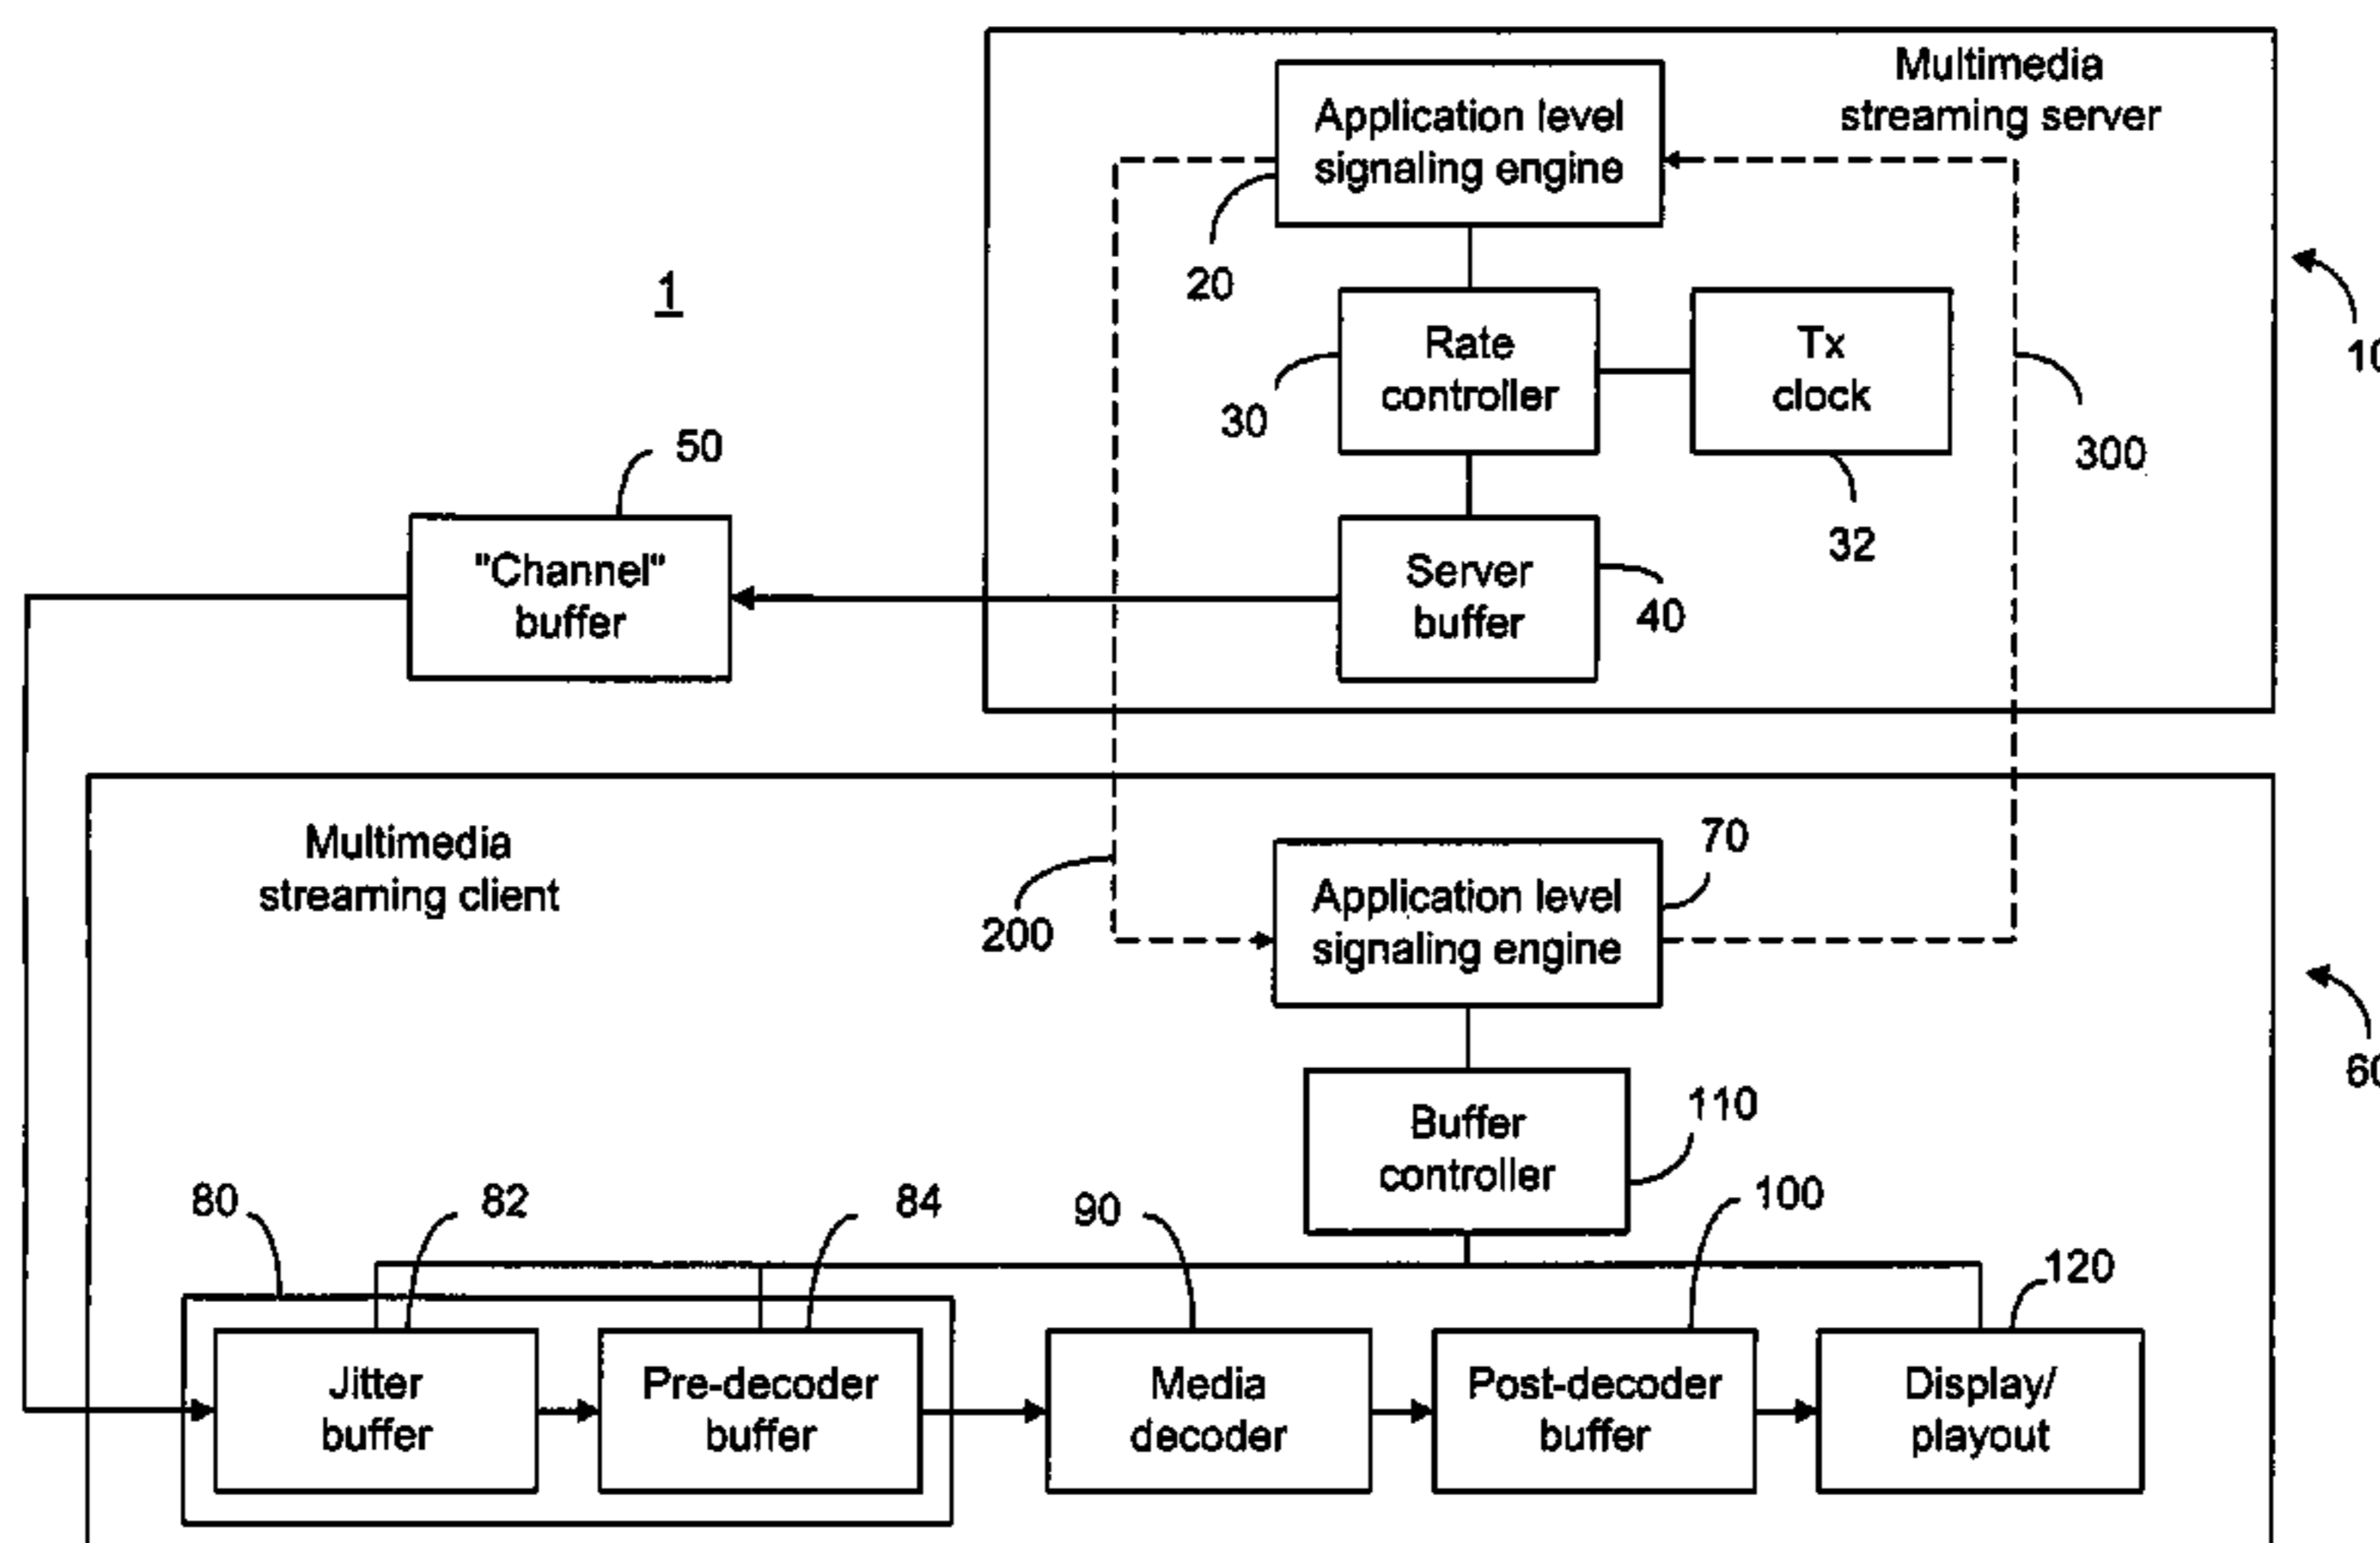 Multimedia
streaming server
Application level
signaling engine
20
1
Rate
controller
30
Tx
clock
32
300
10
50
"Channel"
buffer
Server
buffer
40
Multimedia
streaming client
200
70
Application level
signaling engine
60
Buffer
controller
110
80
82
84
90
100
120
Jitter
buffer
Pre-decoder
buffer
Media
decoder
Post-decoder
buffer
Display/
playout